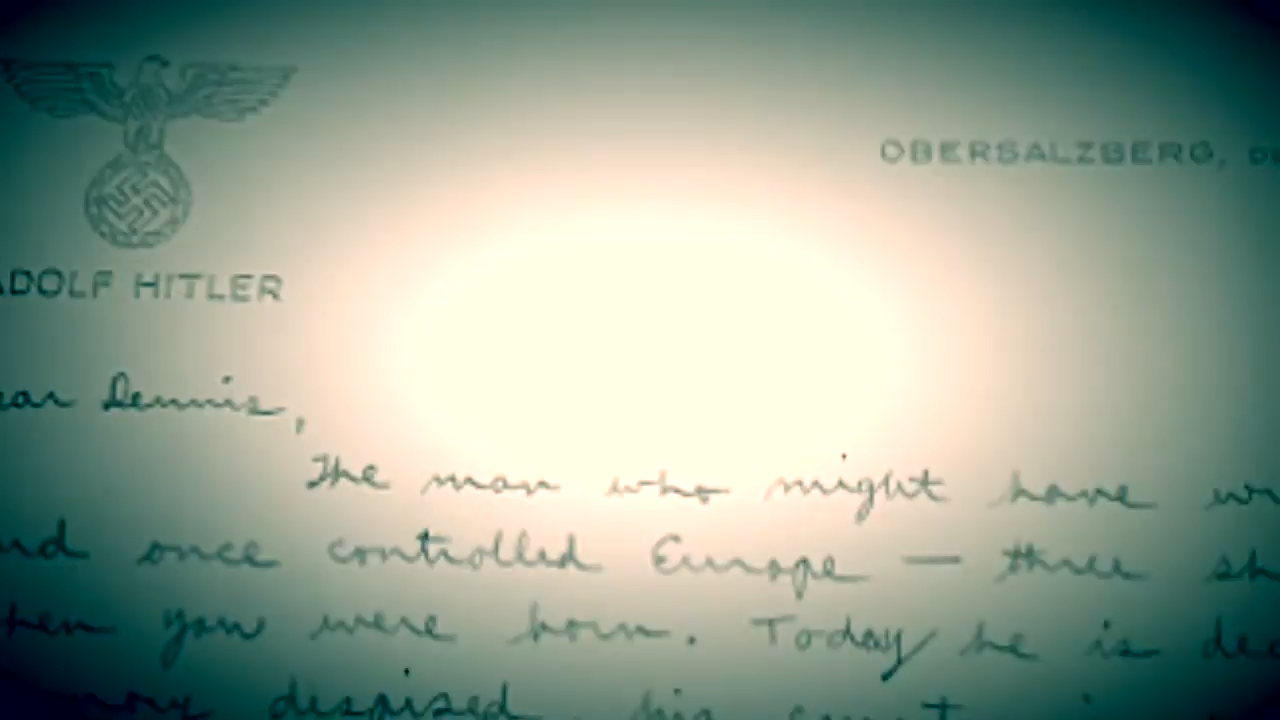 OBERSALZBERG,
ADOLF HITLER
Dennis,
The man who might have
once controlled Europe — three
you were born. Today he is
despised his